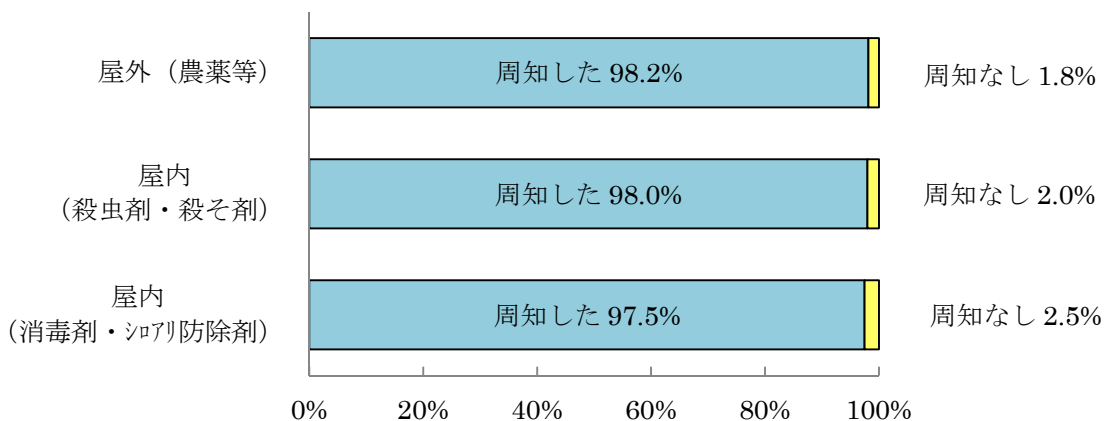 屋外（農薬等）
周知した 98.2%
周知なし 1.8%
屋内
（殺虫剤・殺そ剤）
周知した 98.0%
周知なし 2.0%
屋内
（消毒剤・ｼﾛｱﾘ防除剤）
周知した 97.5%
周知なし 2.5%
0% 20% 40% 60% 80% 100%